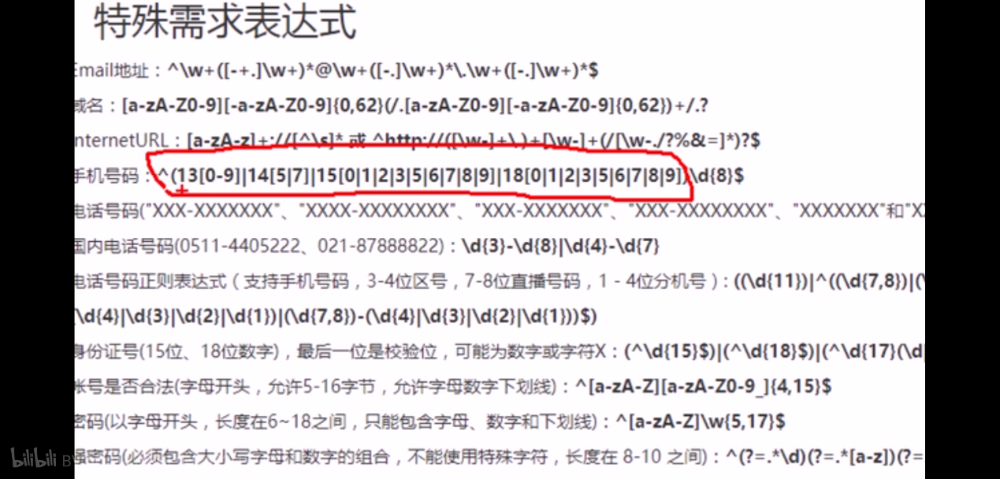 特殊需求表达式
Email地址：^\w+([-+.]\w+)*@\w+([-.]\w+)*\.\w+([-.]\w+)*$
域名：[a-zA-Z0-9][-a-zA-Z0-9]{0,62}(/.[a-zA-Z0-9][-a-zA-Z0-9]{0,62})+/.?
InternetURL：[a-zA-z]+://[^\s]* 或 ^http://([\w-]+\.)+[\w-]+(/[\w-./?%&=]*)?$
手机号码：^(13[0-9]|14[5|7]|15[0|1|2|3|5|6|7|8|9]|18[0|1|2|3|5|6|7|8|9])\d{8}$
电话号码("XXX-XXXXXXX"、"XXXX-XXXXXXXX"、"XXX-XXXXXXX"、"XXX-XXXXXXXX"、"XXXXXXX"和"X
国内电话号码(0511-4405222、021-87888822)：\d{3}-\d{8}|\d{4}-\d{7}
电话号码正则表达式（支持手机号码，3-4位区号，7-8位直播号码，1－4位分机号）: ((\d{11})|^((\d{7,8})|(
(\d{4}|\d{3}|\d{2}|\d{1})|(\d{7,8})-(\d{4}|\d{3}|\d{2}|\d{1}))$)
身份证号(15位、18位数字)，最后一位是校验位，可能为数字或字符X：(^\d{15}$)|(^\d{18}$)|(^\d{17}(\d
帐号是否合法(字母开头，允许5-16字节，允许字母数字下划线)：^[a-zA-Z][a-zA-Z0-9_]{4,15}$
密码(以字母开头，长度在6~18之间，只能包含字母、数字和下划线)：^[a-zA-Z]\w{5,17}$
强密码(必须包含大小写字母和数字的组合，不能使用特殊字符，长度在 8-10 之间)：^(?=.*\d)(?=.*[a-z])(?=
bilibili